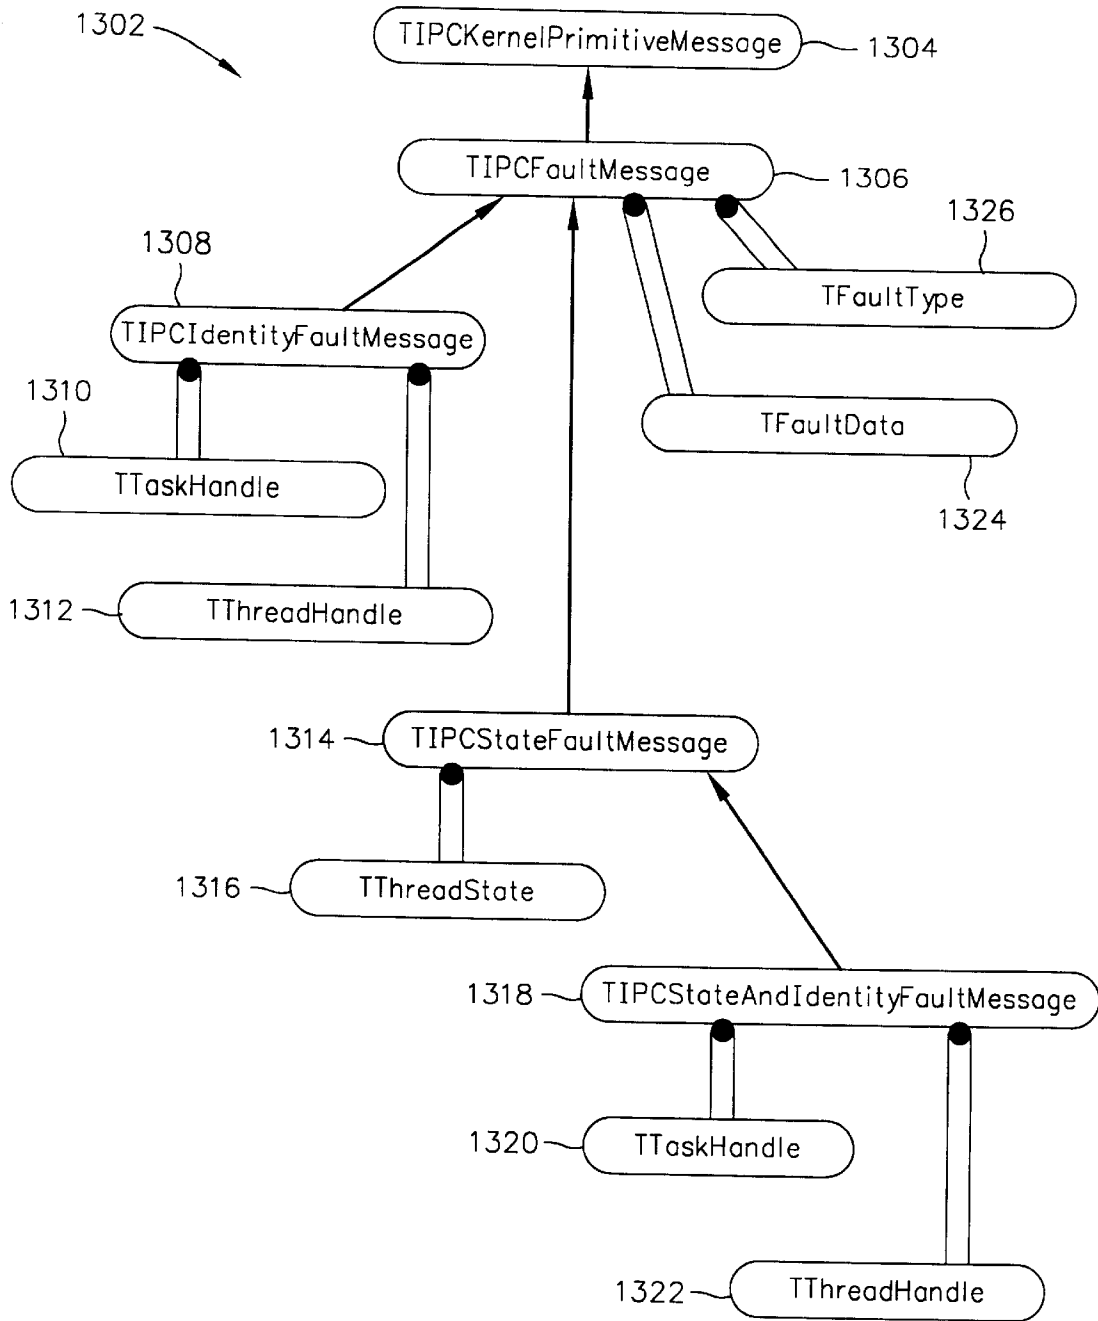 1302
TIPCKernelPrimitiveMessage
1304
TIPCFaultMessage
1306
1326
1308
TFaultType
TIPCIdentityFaultMessage
1310
TFaultData
TTaskHandle
1324
1312
TThreadHandle
1314
TIPCStateFaultMessage
1316
TThreadState
1318
TIPCStateAndIdentityFaultMessage
1320
TTaskHandle
1322
TThreadHandle